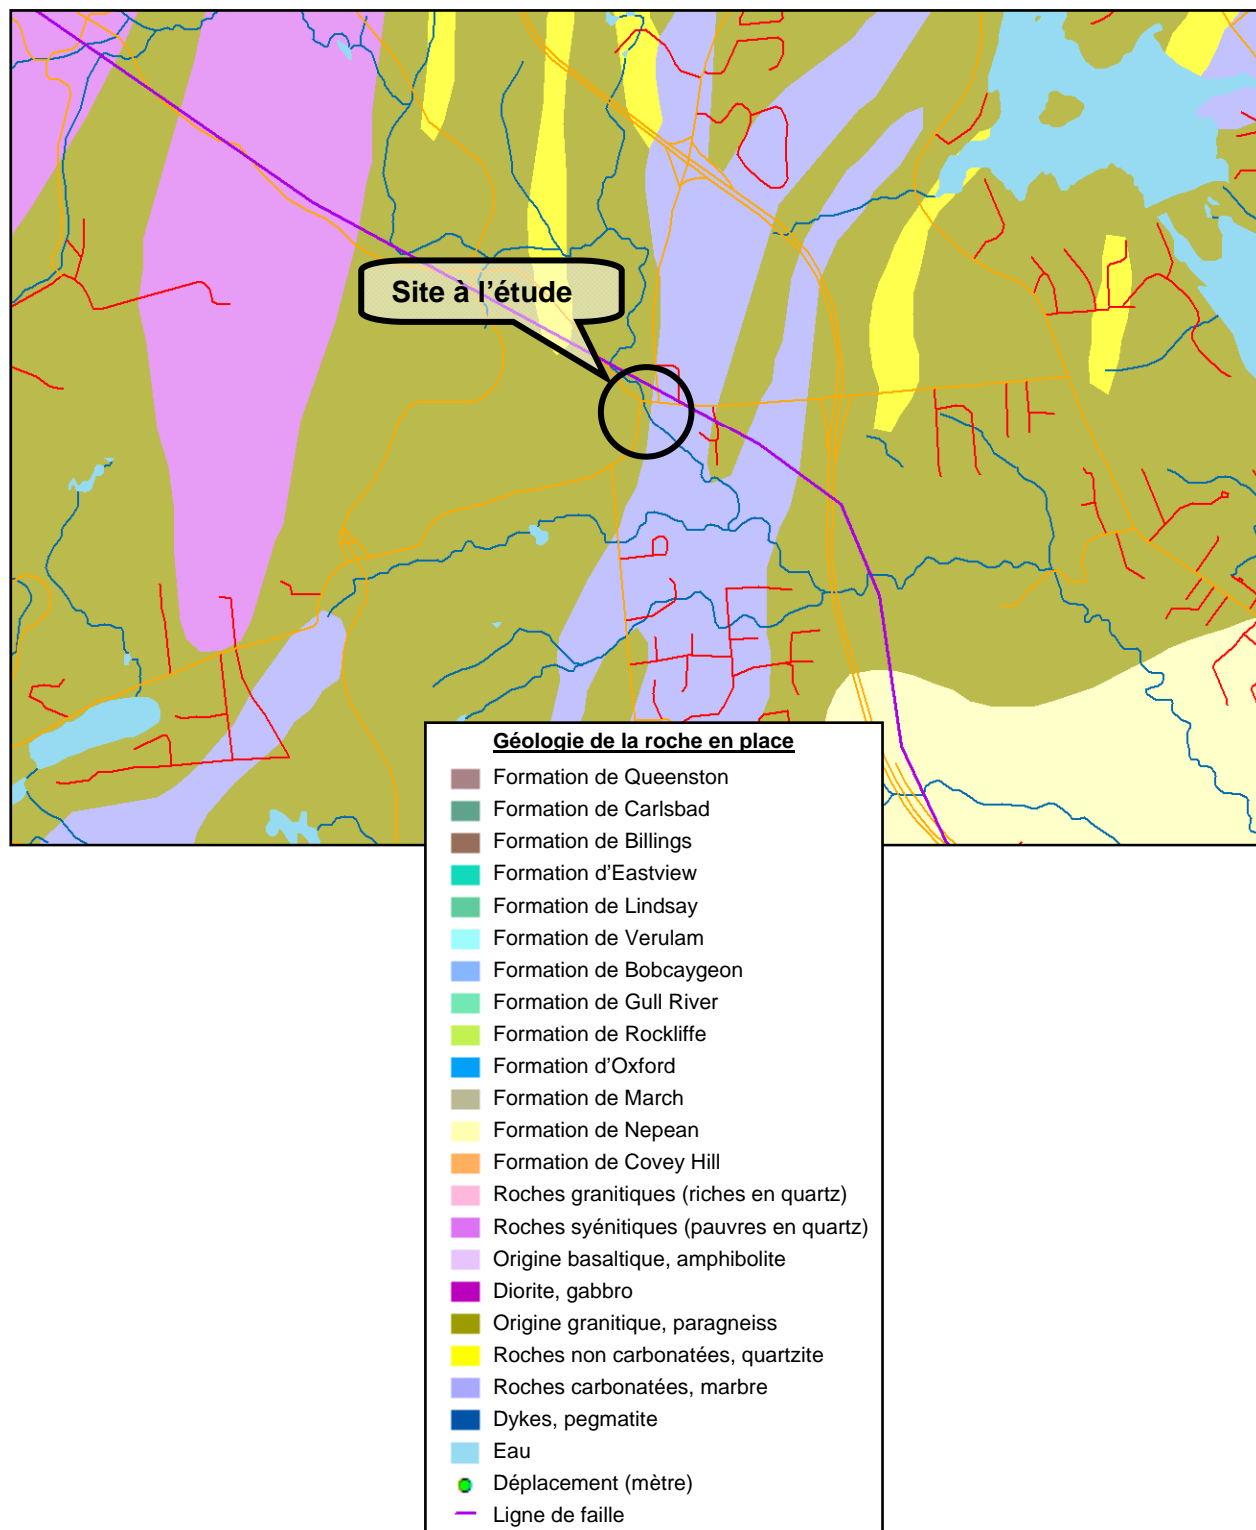 Site à l'étude
Géologie de la roche en place
Formation de Queenston
Formation de Carlsbad
Formation de Billings
Formation d'Eastview
Formation de Lindsay
Formation de Verulam
Formation de Bobcaygeon
Formation de Gull River
Formation de Rockliffe
Formation d'Oxford
Formation de March
Formation de Nepean
Formation de Covey Hill
Roches granitiques (riches en quartz)
Roches syénitiques (pauvres en quartz)
Origine basaltique, amphibolite
Diorite, gabbro
Origine granitique, paragneiss
Roches non carbonatées, quartzite
Roches carbonatées, marbre
Dykes, pegmatite
Eau
Déplacement (mètre)
Ligne de faille